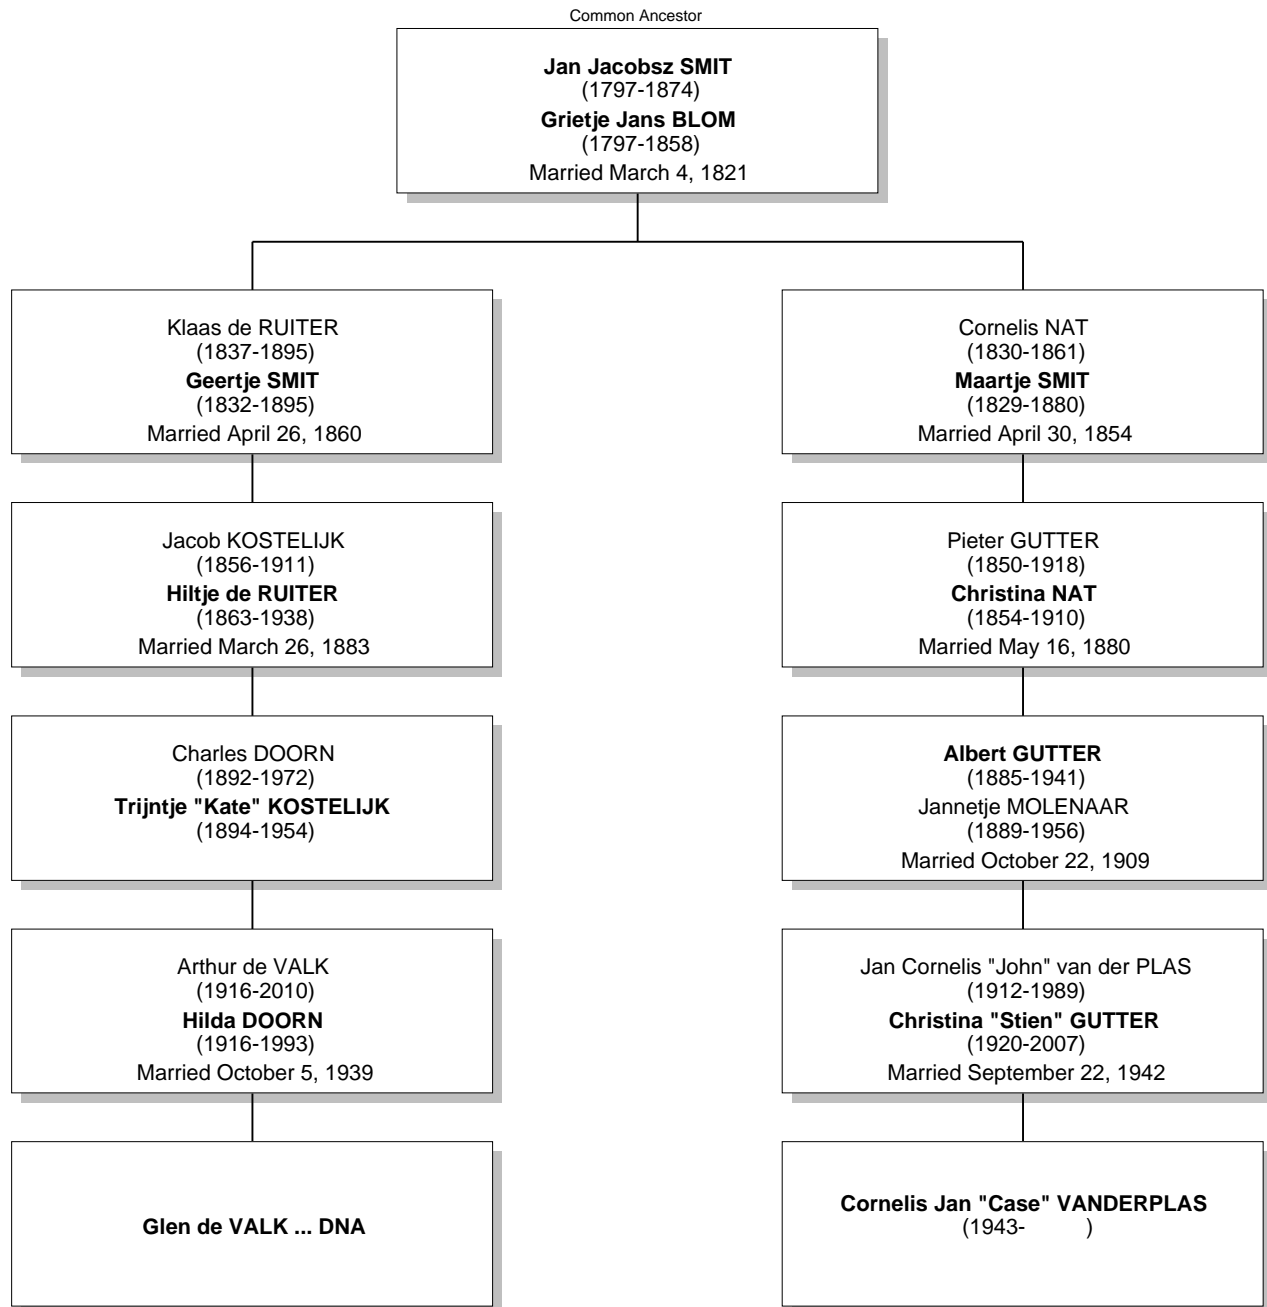 Common Ancestor
Jan Jacobsz SMIT
(1797-1874)
Grietje Jans BLOM
(1797-1858)
Married March 4, 1821
Klaas de RUITER
(1837-1895)
Geertje SMIT
(1832-1895)
Married April 26, 1860
Cornelis NAT
(1830-1861)
Maartje SMIT
(1829-1880)
Married April 30, 1854
Jacob KOSTELIJK
(1856-1911)
Hiltje de RUITER
(1863-1938)
Married March 26, 1883
Pieter GUTTER
(1850-1918)
Christina NAT
(1854-1910)
Married May 16, 1880
Charles DOORN
(1892-1972)
Trijntje "Kate" KOSTELIJK
(1894-1954)
Albert GUTTER
(1885-1941)
Jannetje MOLENAAR
(1889-1956)
Married October 22, 1909
Arthur de VALK
(1916-2010)
Hilda DOORN
(1916-1993)
Married October 5, 1939
Jan Cornelis "John" van der PLAS
(1912-1989)
Christina "Stien" GUTTER
(1920-2007)
Married September 22, 1942
Glen de VALK ... DNA
Cornelis Jan "Case" VANDERPLAS
(1943- )